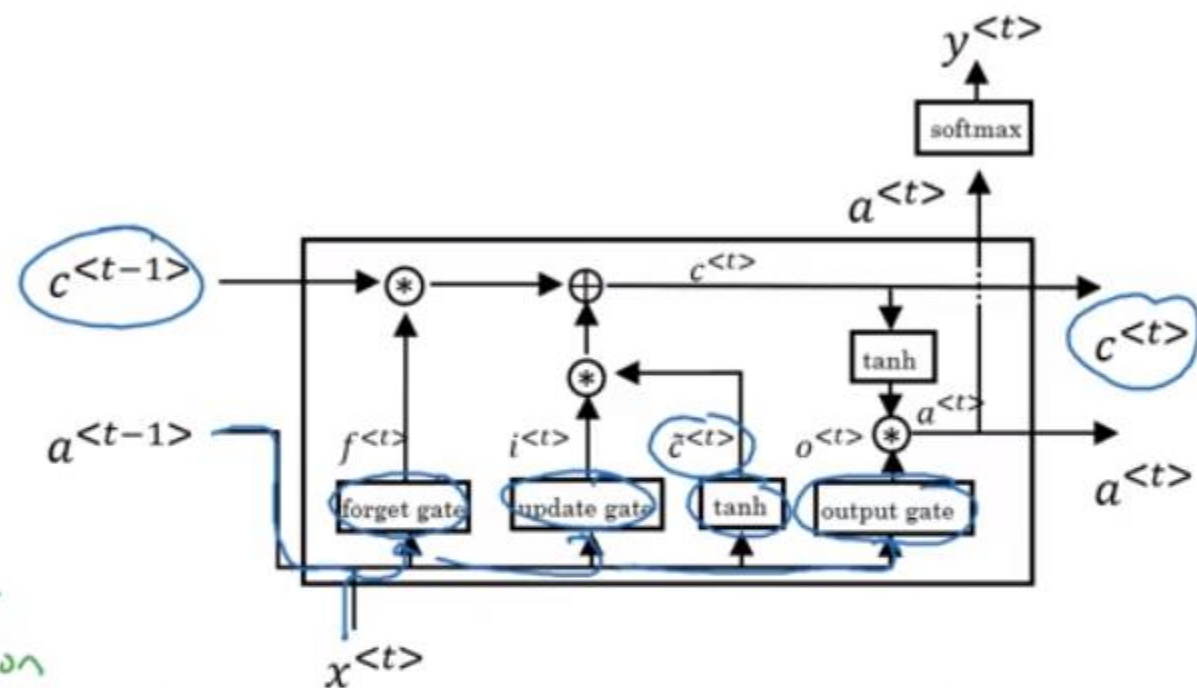 y<t>
softmax
a<t>
c<t-1>
c<t>
c<t>
tanh
a<t-1>
f<t>
i<t>
c̃<t>
o<t>
a<t>
a<t>
forget gate
update gate
tanh
output gate
x<t>